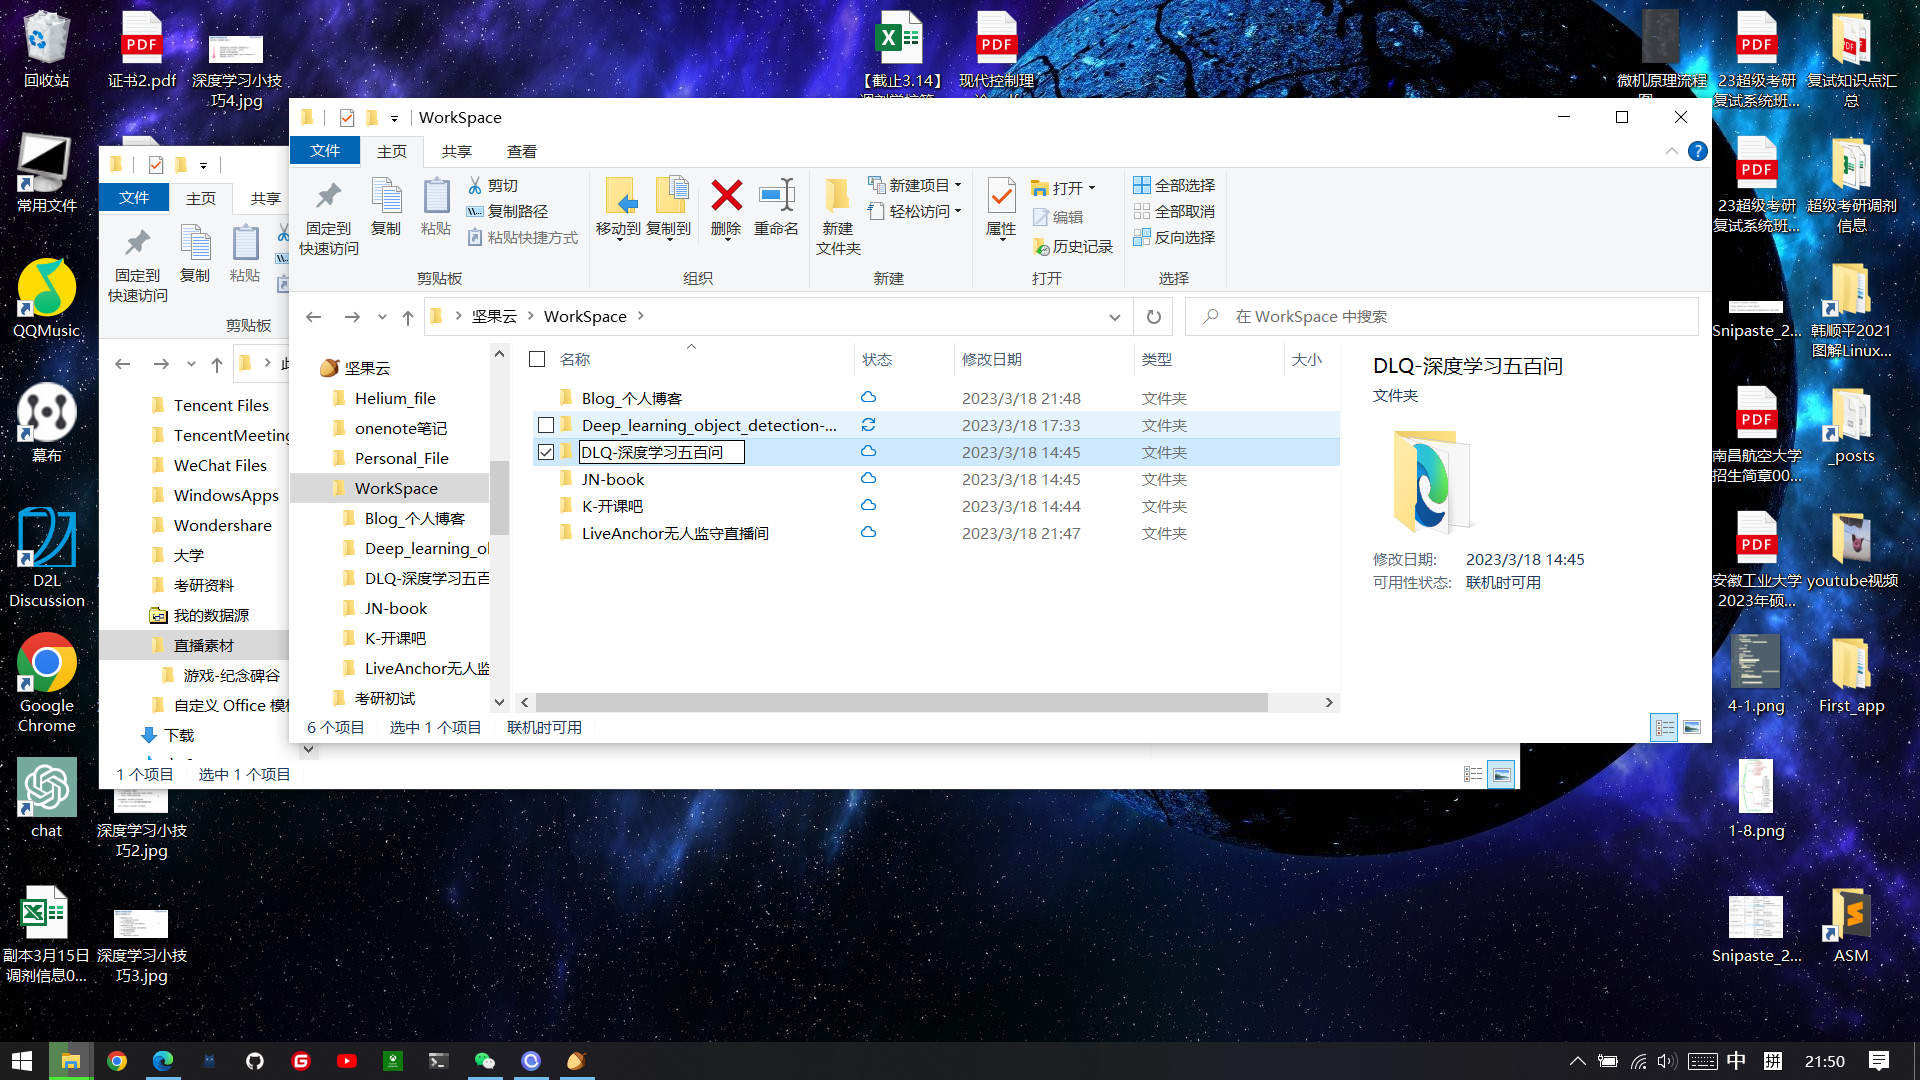 回收站
证书2.pdf
深度学习小技
巧4.jpg
【截止3.14】
现代控制理
微机原理流程
23超级考研
复试系统班...
复试知识点汇
总
常用文件
QQMusic
幕布
D2L
Discussion
Google
Chrome
chat
副本3月15日
调剂信息0...
深度学习小技
巧2.jpg
深度学习小技
巧3.jpg
23超级考研
复试系统班...
超级考研调剂
信息
Snipaste_2...
韩顺平2021
图解Linux...
南昌航空大学
招生简章00...
_posts
安徽工业大学
2023年硕...
youtube视频
4-1.png
First_app
1-8.png
Snipaste_2...
ASM
文件
主页
共享
固定到
快速访问
复制
粘贴
剪贴板
Tencent Files
TencentMeeting
WeChat Files
WindowsApps
Wondershare
大学
考研资料
我的数据源
直播素材
游戏-纪念碑谷
自定义 Office 模
下载
1 个项目 选中 1 个项目
WorkSpace
文件 主页 共享 查看
固定到
快速访问
复制
粘贴
剪切
复制路径
粘贴快捷方式
剪贴板
移动到 复制到 删除 重命名
组织
新建
文件夹
新建项目
轻松访问
新建
属性
打开
编辑
历史记录
打开
全部选择
全部取消
反向选择
选择
坚果云 WorkSpace
在 WorkSpace 中搜索
坚果云
Helium_file
onenote笔记
Personal_File
WorkSpace
Blog_个人博客
Deep_learning_ol
DLQ-深度学习五百
JN-book
K-开课吧
LiveAnchor无人监
考研初试
名称 状态 修改日期 类型 大小
Blog_个人博客 2023/3/18 21:48 文件夹
Deep_learning_object_detection-... 2023/3/18 17:33 文件夹
DLQ-深度学习五百问 2023/3/18 14:45 文件夹
JN-book 2023/3/18 14:45 文件夹
K-开课吧 2023/3/18 14:44 文件夹
LiveAnchor无人监守直播间 2023/3/18 21:47 文件夹
DLQ-深度学习五百问
文件夹
修改日期: 2023/3/18 14:45
可用性状态: 联机时可用
6 个项目 选中 1 个项目 联机时可用
中 拼 21:50